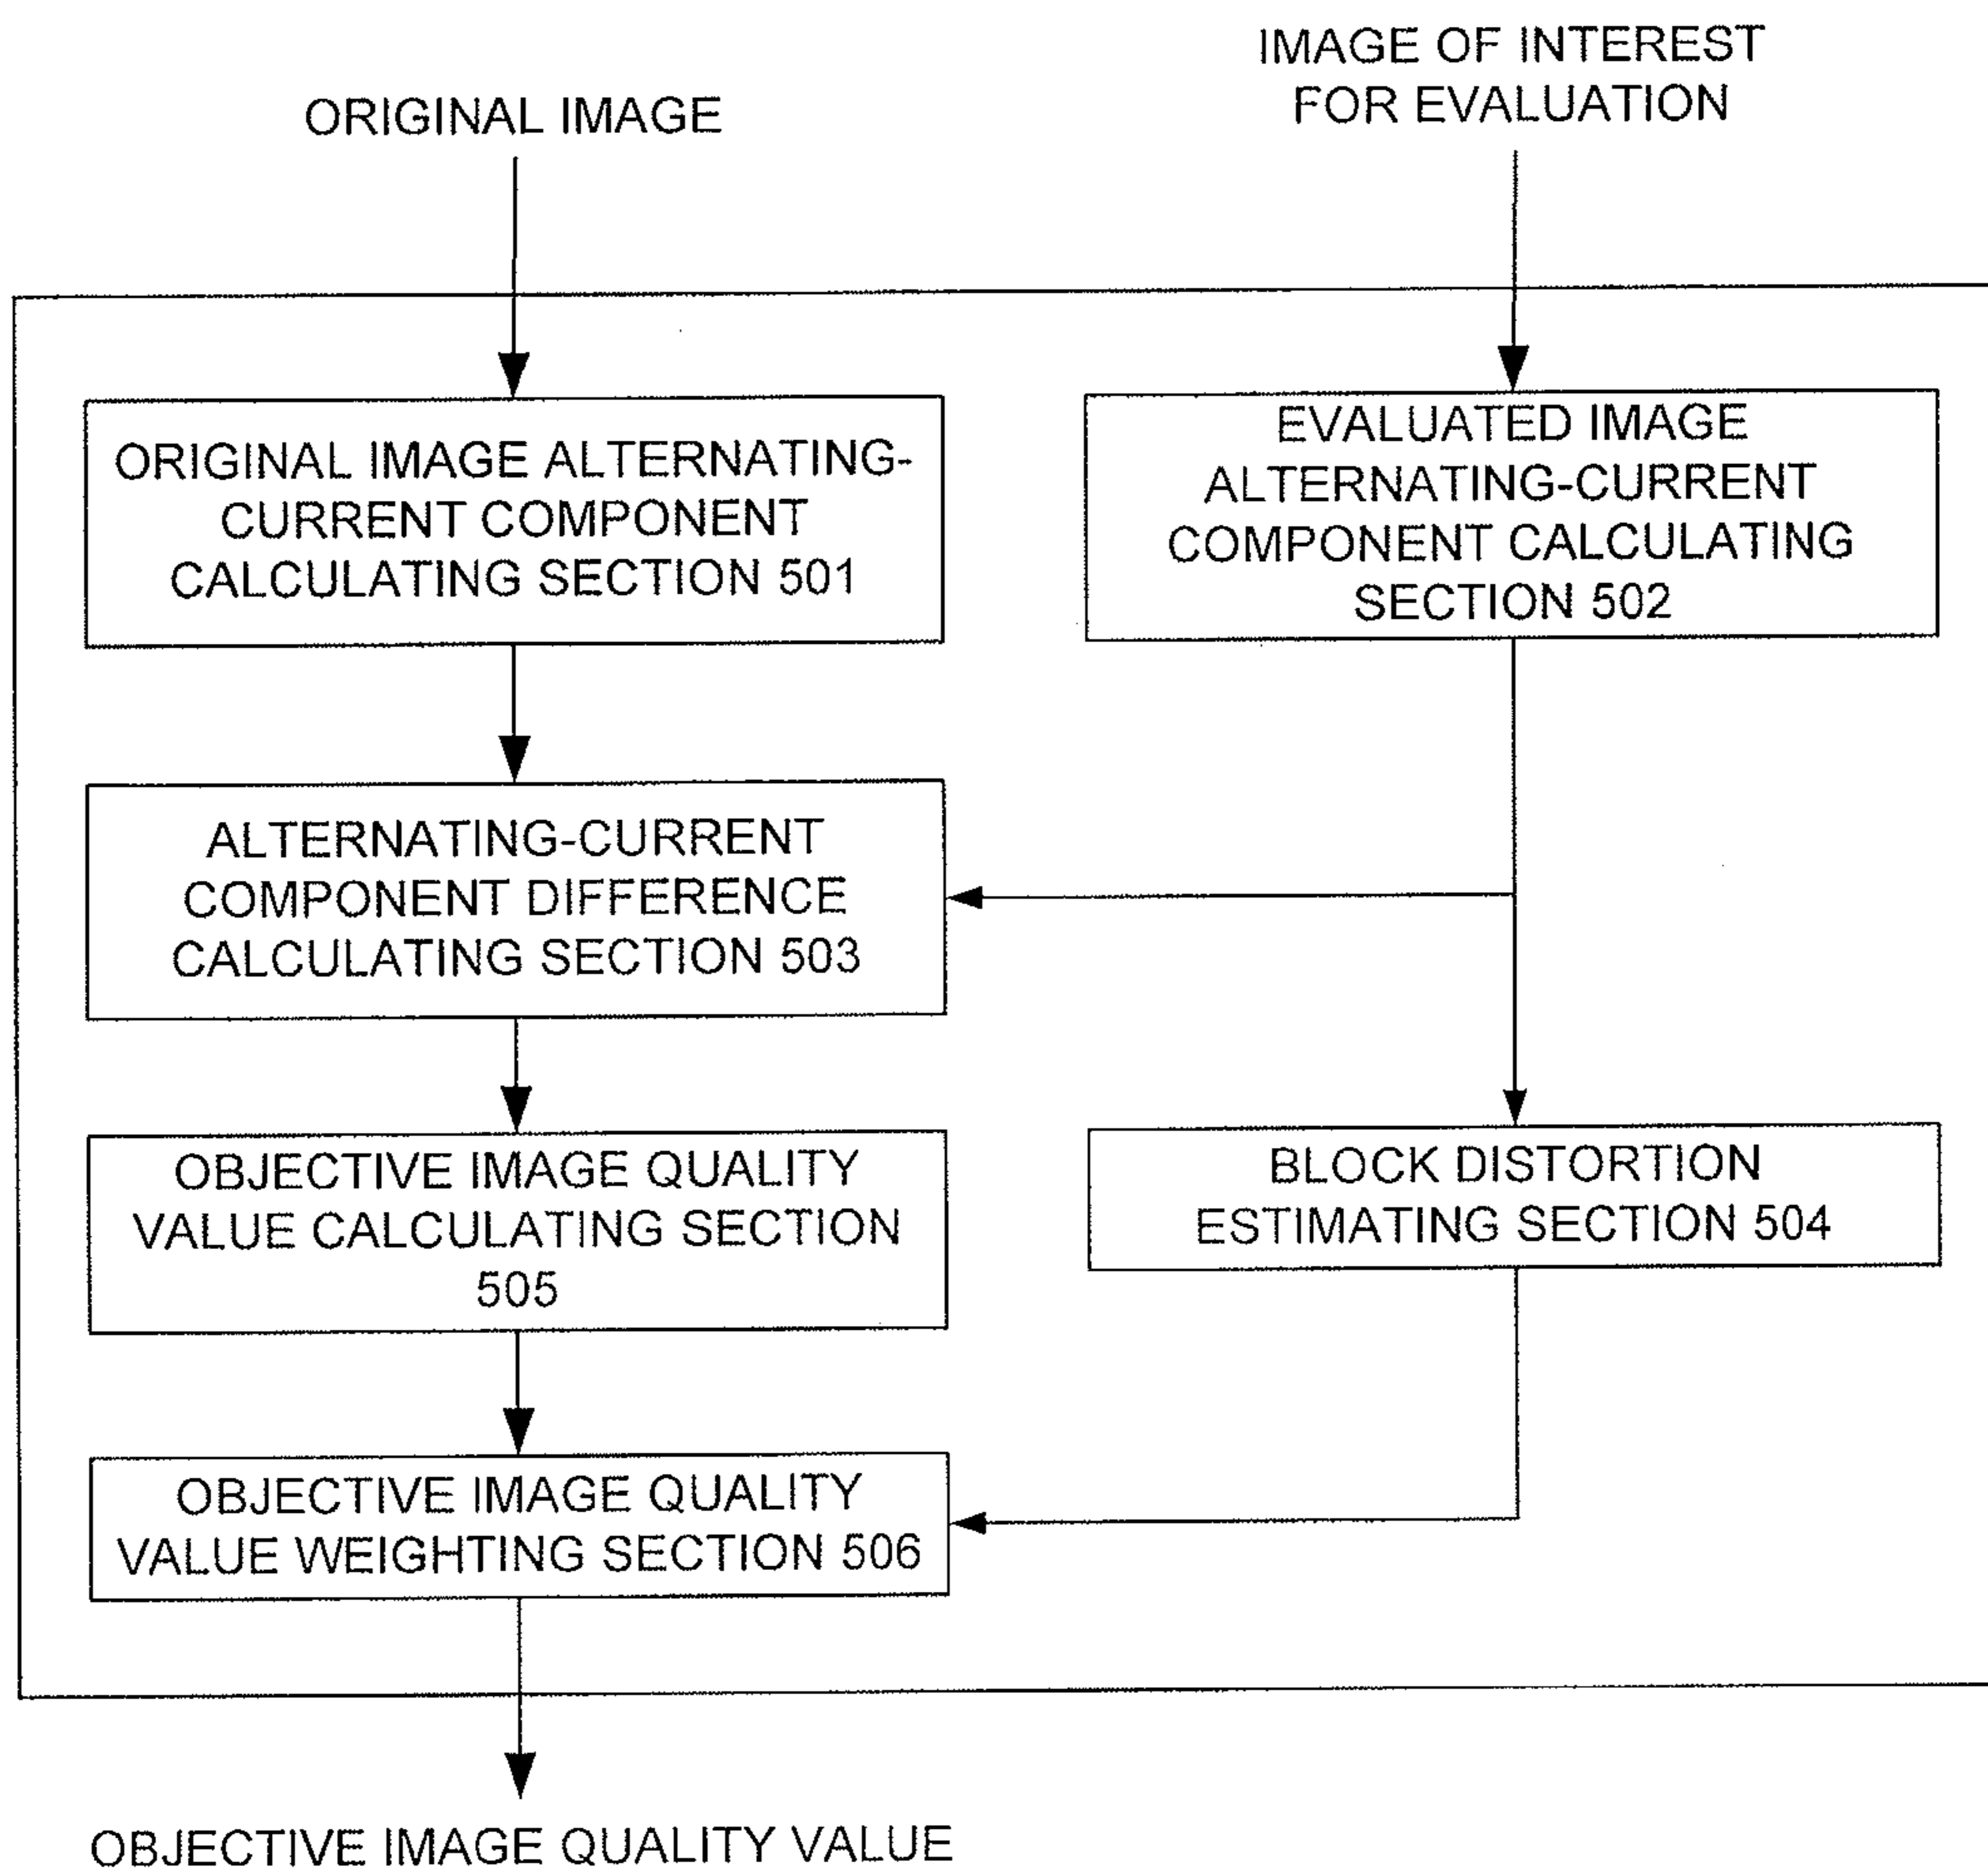 IMAGE OF INTEREST
FOR EVALUATION
ORIGINAL IMAGE
ORIGINAL IMAGE ALTERNATING-
CURRENT COMPONENT
CALCULATING SECTION 501
EVALUATED IMAGE
ALTERNATING-CURRENT
COMPONENT CALCULATING
SECTION 502
ALTERNATING-CURRENT
COMPONENT DIFFERENCE
CALCULATING SECTION 503
OBJECTIVE IMAGE QUALITY
VALUE CALCULATING SECTION
505
BLOCK DISTORTION
ESTIMATING SECTION 504
OBJECTIVE IMAGE QUALITY
VALUE WEIGHTING SECTION 506
OBJECTIVE IMAGE QUALITY VALUE